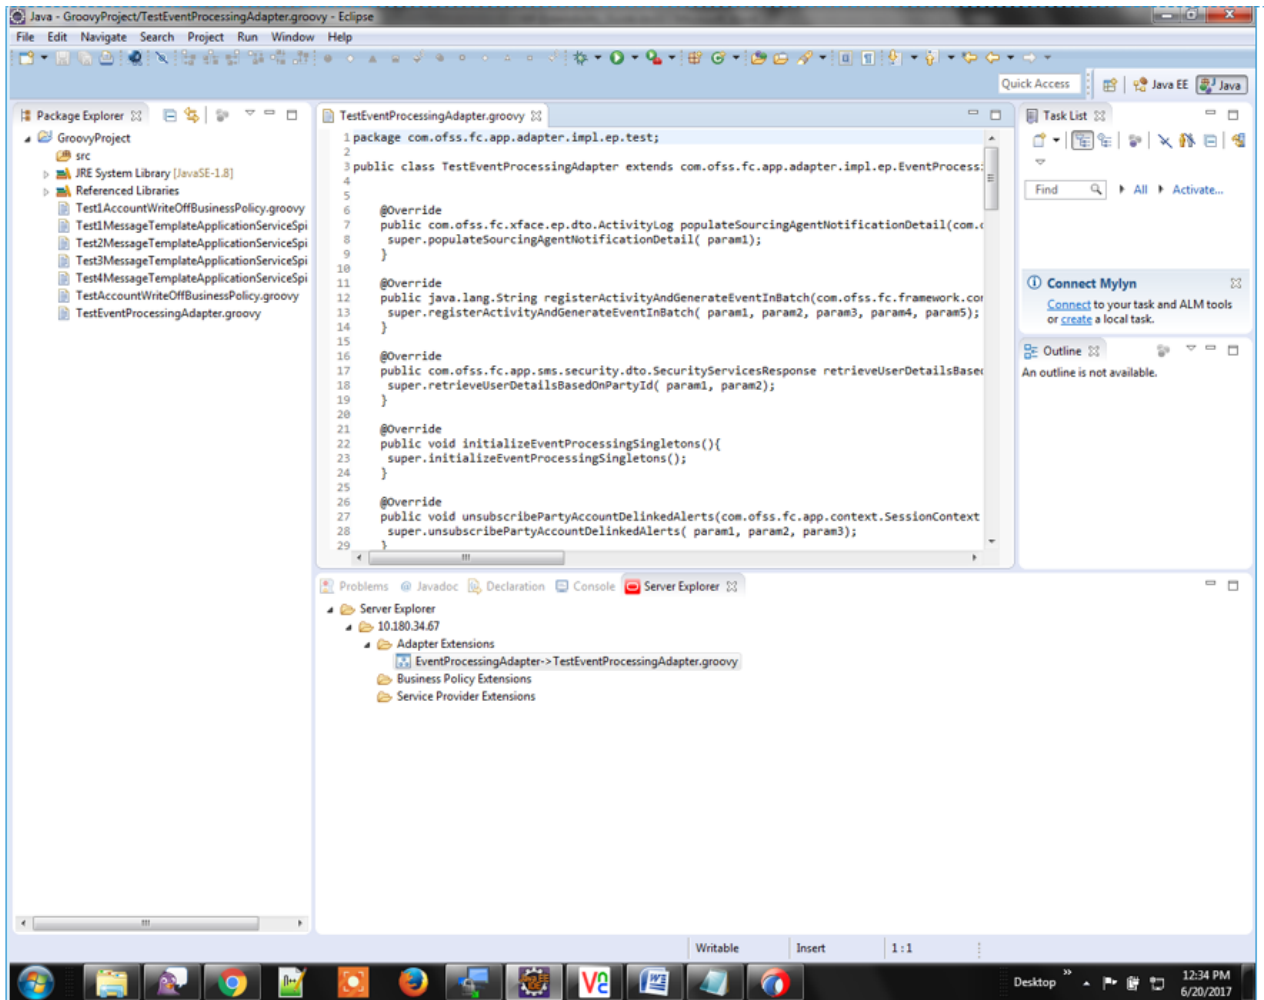 Java - GroovyProject/TestEventProcessingAdapter.groovy - Eclipse
File Edit Navigate Search Project Run Window Help
Quick Access
Java EE
Java
Package Explorer
GroovyProject
src
JRE System Library [JavaSE-1.8]
Referenced Libraries
Test1AccountWriteOffBusinessPolicy.groovy
Test1MessageTemplateApplicationServiceSpi
Test2MessageTemplateApplicationServiceSpi
Test3MessageTemplateApplicationServiceSpi
Test4MessageTemplateApplicationServiceSpi
TestAccountWriteOffBusinessPolicy.groovy
TestEventProcessingAdapter.groovy
TestEventProcessingAdapter.groovy
1 package com.ofss.fc.app.adapter.impl.ep.test;
2
3 public class TestEventProcessingAdapter extends com.ofss.fc.app.adapter.impl.ep.EventProcessi
4
5
6 @Override
7 public com.ofss.fc.xface.ep.dto.ActivityLog populateSourcingAgentNotificationDetail(com.o
8 super.populateSourcingAgentNotificationDetail( param1);
9 }
10
11 @Override
12 public java.lang.String registerActivityAndGenerateEventInBatch(com.ofss.fc.framework.con
13 super.registerActivityAndGenerateEventInBatch( param1, param2, param3, param4, param5);
14 }
15
16 @Override
17 public com.ofss.fc.app.sms.security.dto.SecurityServicesResponse retrieveUserDetailsBased
18 super.retrieveUserDetailsBasedOnPartyId( param1, param2);
19 }
20
21 @Override
22 public void initializeEventProcessingSingletons(){
23 super.initializeEventProcessingSingletons();
24 }
25
26 @Override
27 public void unsubscribePartyAccountDelinkedAlerts(com.ofss.fc.app.context.SessionContext
28 super.unsubscribePartyAccountDelinkedAlerts( param1, param2, param3);
29 }
Task List
Find All Activate...
Connect Mylyn
Connect to your task and ALM tools
or create a local task.
Outline
An outline is not available.
Problems @ Javadoc Declaration Console Server Explorer
Server Explorer
10.180.34.67
Adapter Extensions
EventProcessingAdapter->TestEventProcessingAdapter.groovy
Business Policy Extensions
Service Provider Extensions
Writable Insert 1:1
Desktop
12:34 PM
6/20/2017